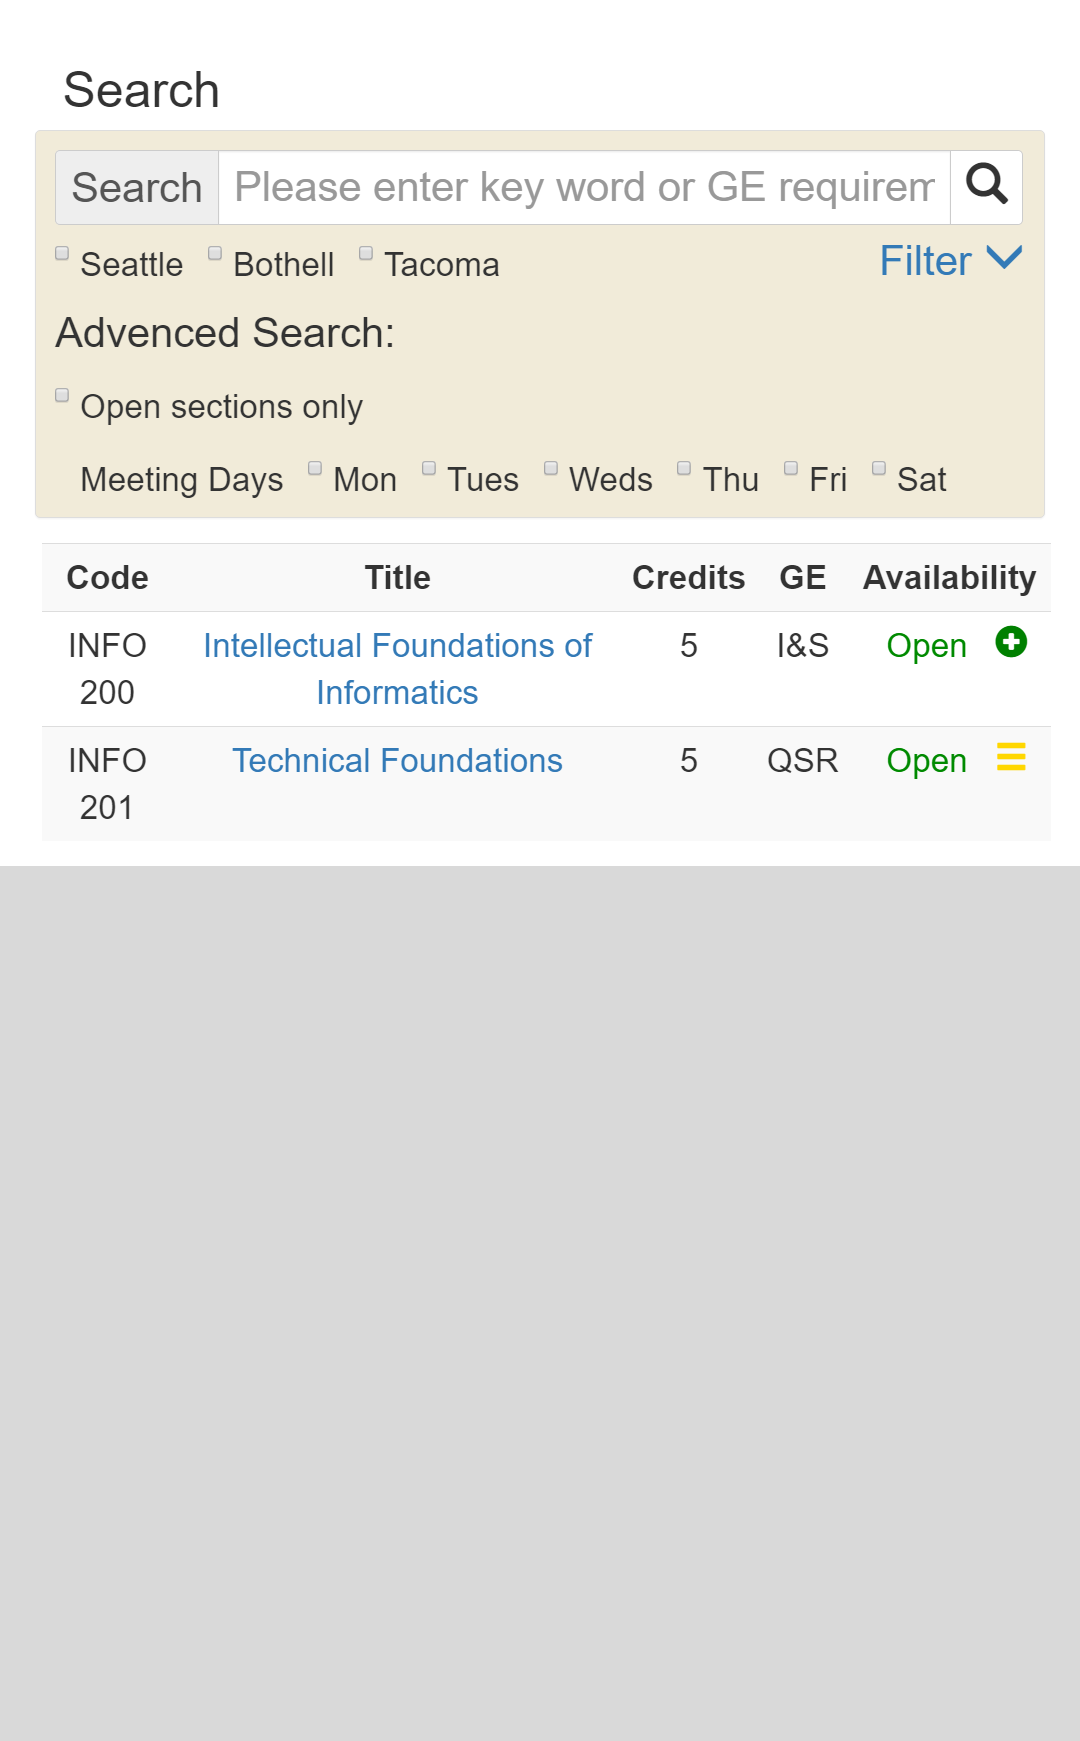 Search
Search Please enter key word or GE requirem
Seattle Bothell Tacoma Filter
Advenced Search:
Open sections only
Meeting Days Mon Tues Weds Thu Fri Sat
Code Title Credits GE Availability
INFO 200 Intellectual Foundations of Informatics 5 I&S Open
INFO 201 Technical Foundations 5 QSR Open